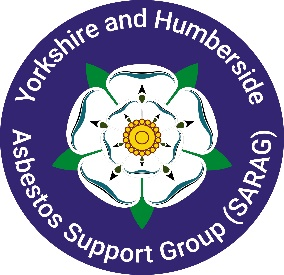 Yorkshire and Humberside
Asbestos Support Group (SARAG)